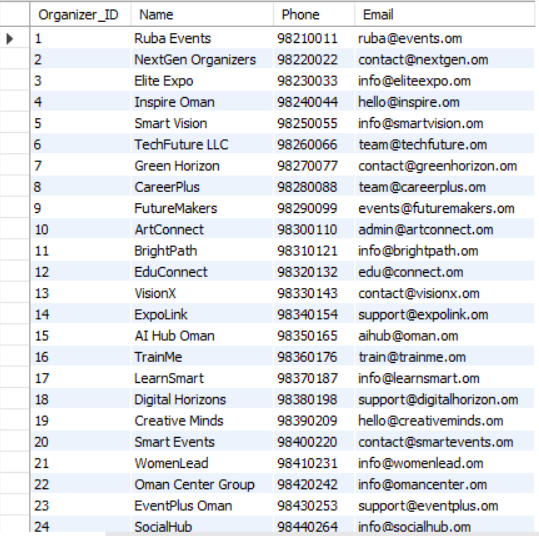 Organizer_ID Name Phone Email
1 Ruba Events 98210011 ruba@events.om
2 NextGen Organizers 98220022 contact@nextgen.om
3 Elite Expo 98230033 info@eliteexpo.om
4 Inspire Oman 98240044 hello@inspire.om
5 Smart Vision 98250055 info@smartvision.om
6 TechFuture LLC 98260066 team@techfuture.om
7 Green Horizon 98270077 contact@greenhorizon.om
8 CareerPlus 98280088 team@careerplus.om
9 FutureMakers 98290099 events@futuremakers.om
10 ArtConnect 98300110 admin@artconnect.om
11 BrightPath 98310121 info@brightpath.om
12 EduConnect 98320132 edu@connect.om
13 VisionX 98330143 contact@visionx.om
14 ExpoLink 98340154 support@expolink.om
15 AI Hub Oman 98350165 aihub@oman.om
16 TrainMe 98360176 train@trainme.om
17 LearnSmart 98370187 info@learnsmart.om
18 Digital Horizons 98380198 support@digitalhorizon.om
19 Creative Minds 98390209 hello@creativeminds.om
20 Smart Events 98400220 contact@smartevents.om
21 WomenLead 98410231 info@womenlead.om
22 Oman Center Group 98420242 info@omancenter.om
23 EventPlus Oman 98430253 support@eventplus.om
24 SocialHub 98440264 info@socialhub.om